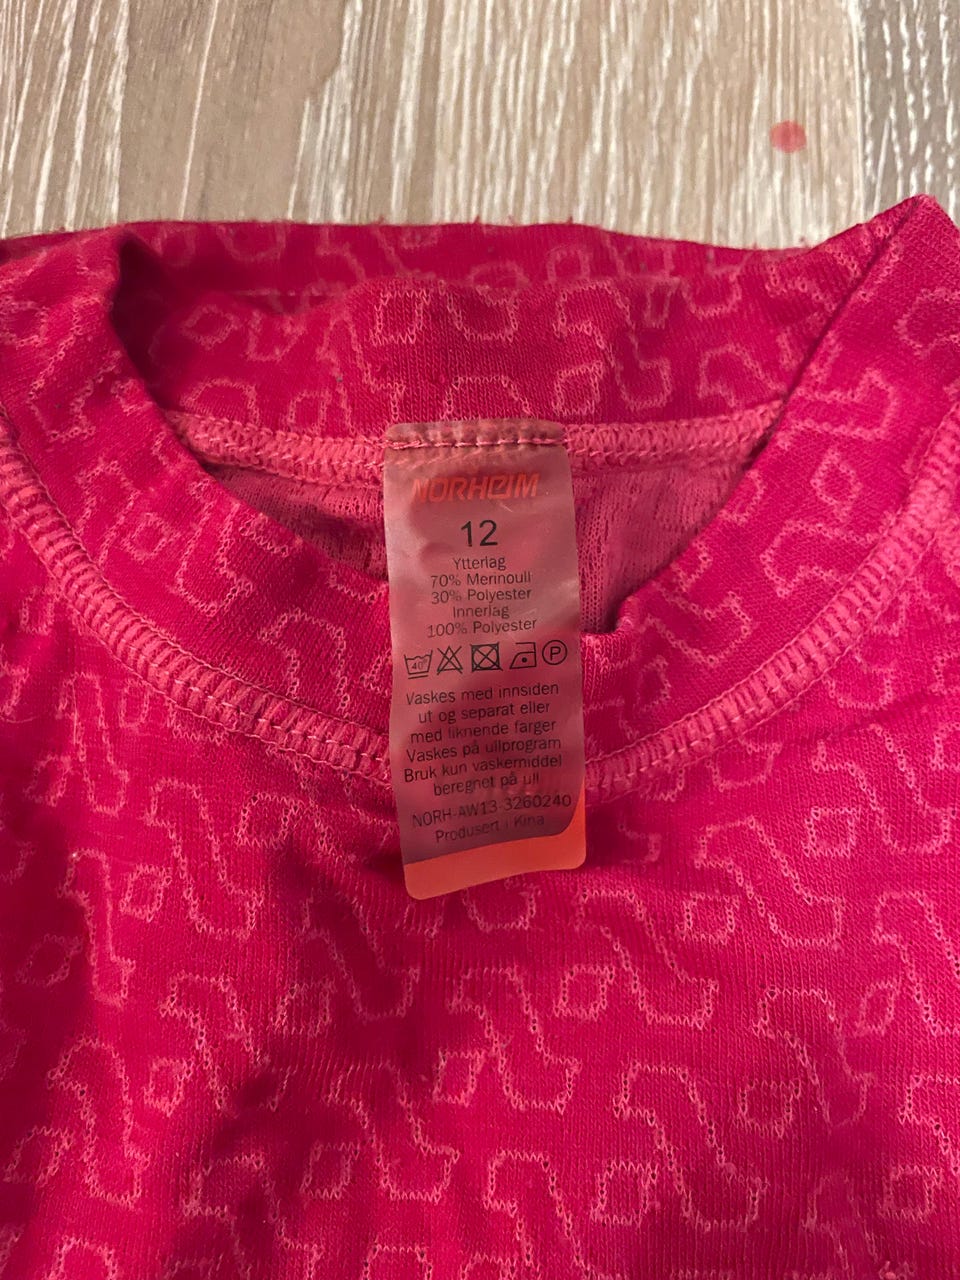 NORHEIM
12
Ytterlag
70% Merinoull
30% Polyester
Innerlag
100% Polyester
40° P
Vaskes med innsiden
ut og separat eller
med liknende farger
Vaskes på ullprogram
Bruk kun vaskemiddel
beregnet på ull
NORH-AW13-3260240
Produsert i Kina